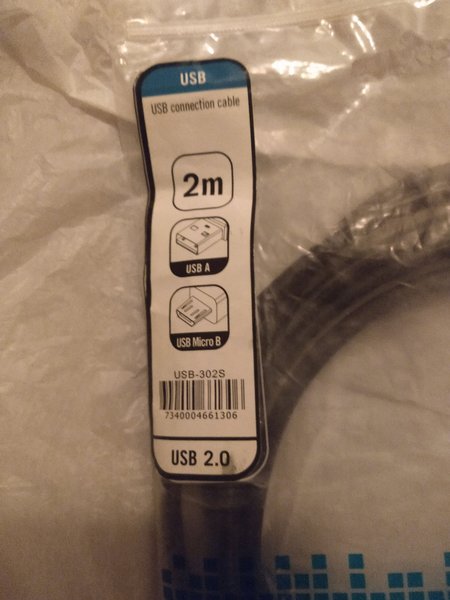 USB
USB connection cable
2m
USB A
USB Micro B
USB-302S
7340004661306
USB 2.0